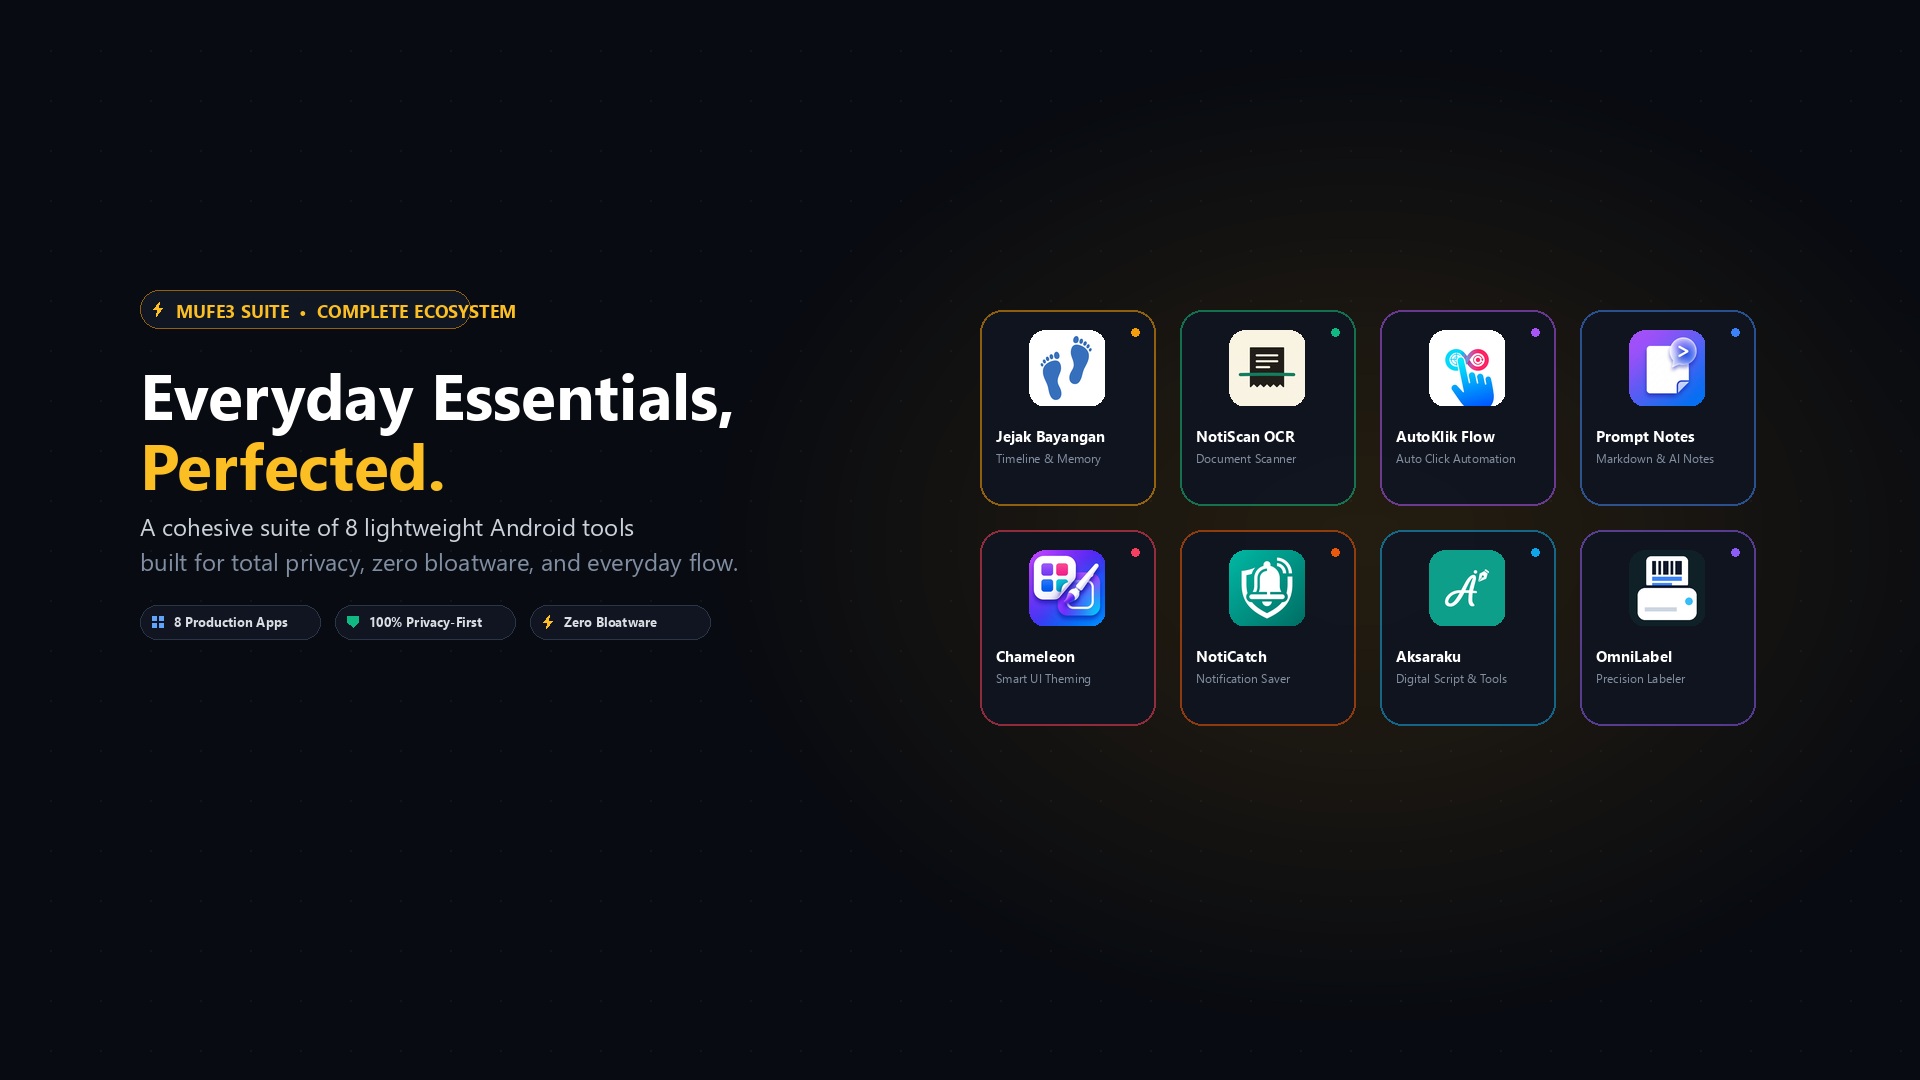 MUFE3 SUITE • COMPLETE ECOSYSTEM
Everyday Essentials,
Perfected.
A cohesive suite of 8 lightweight Android tools
built for total privacy, zero bloatware, and everyday flow.
8 Production Apps
100% Privacy-First
Zero Bloatware
Jejak Bayangan
Timeline & Memory
NotiScan OCR
Document Scanner
AutoKlik Flow
Auto Click Automation
Prompt Notes
Markdown & AI Notes
Chameleon
Smart UI Theming
NotiCatch
Notification Saver
Aksaraku
Digital Script & Tools
OmniLabel
Precision Labeler